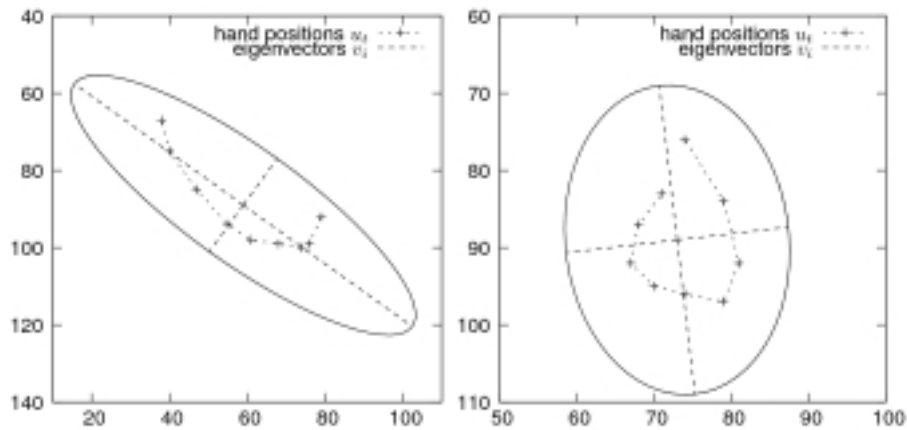 hand positions u_t
eigenvectors v_i
40
60
80
100
120
140
20 40 60 80 100
hand positions u_t
eigenvectors v_i
60
70
80
90
100
110
50 60 70 80 90 100